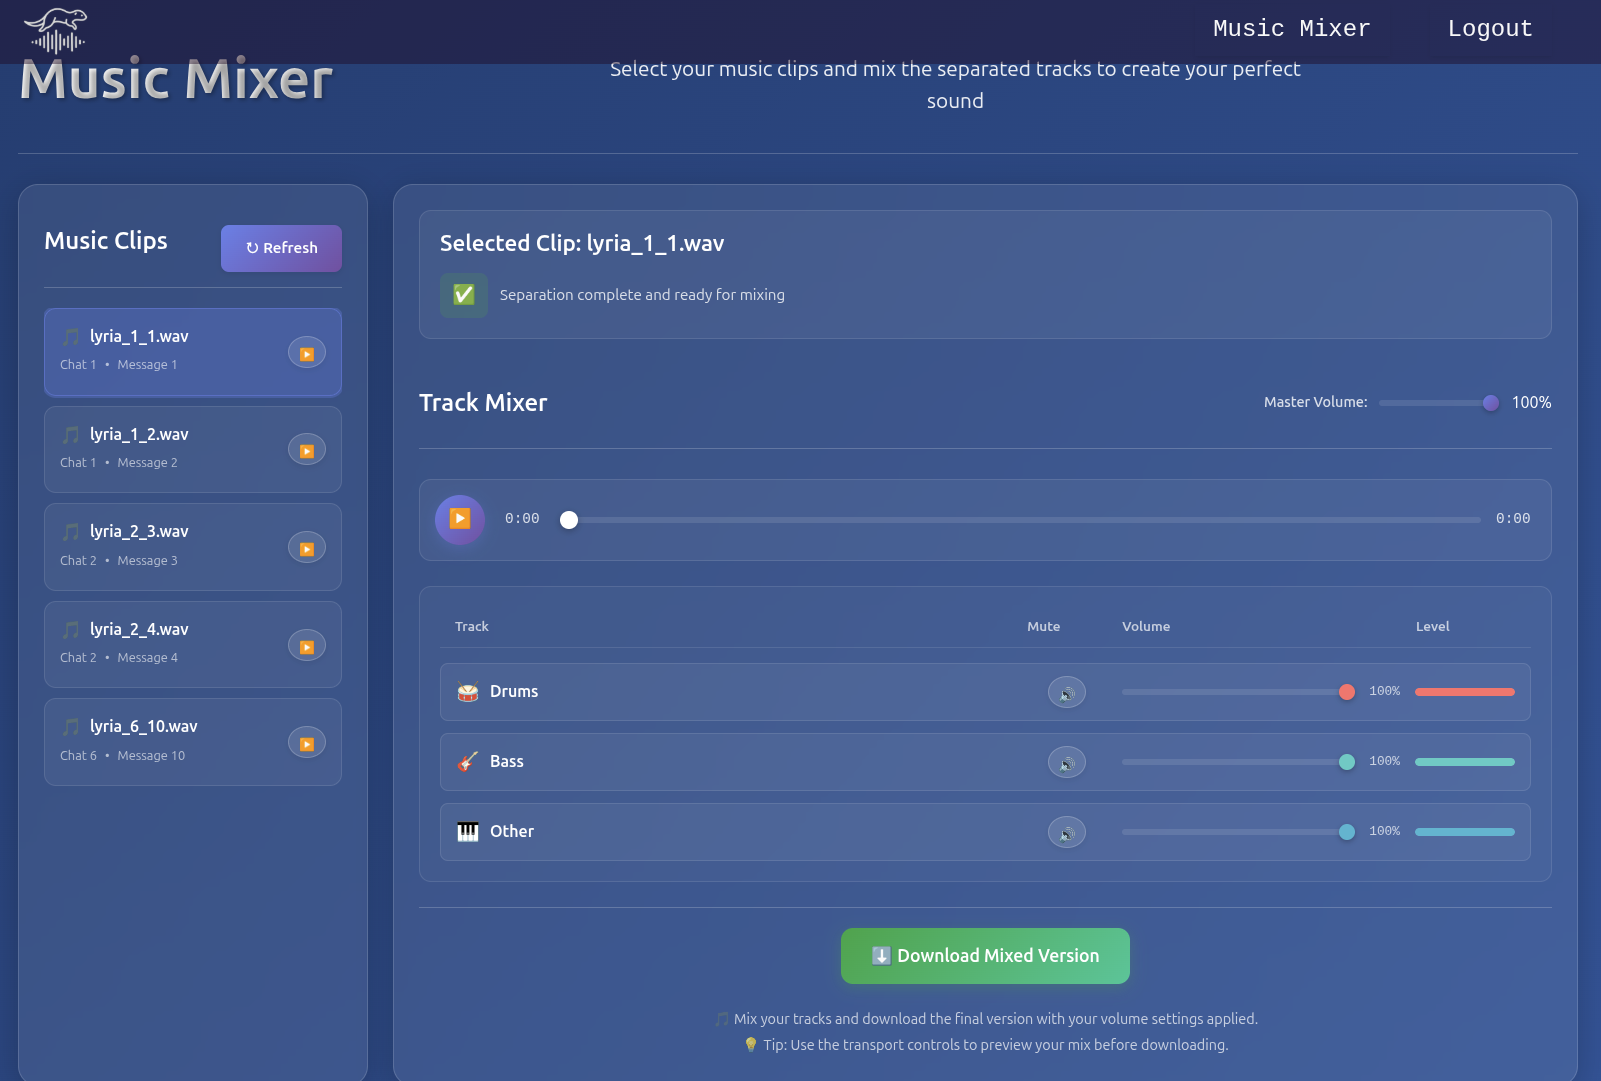 Music Mixer
Logout
Music Mixer
Select your music clips and mix the separated tracks to create your perfect
sound
Music Clips
↻ Refresh
lyria_1_1.wav
Chat 1 • Message 1
lyria_1_2.wav
Chat 1 • Message 2
lyria_2_3.wav
Chat 2 • Message 3
lyria_2_4.wav
Chat 2 • Message 4
lyria_6_10.wav
Chat 6 • Message 10
Selected Clip: lyria_1_1.wav
Separation complete and ready for mixing
Track Mixer
Master Volume: 100%
0:00 0:00
Track Mute Volume Level
Drums 100%
Bass 100%
Other 100%
Download Mixed Version
Mix your tracks and download the final version with your volume settings applied.
Tip: Use the transport controls to preview your mix before downloading.